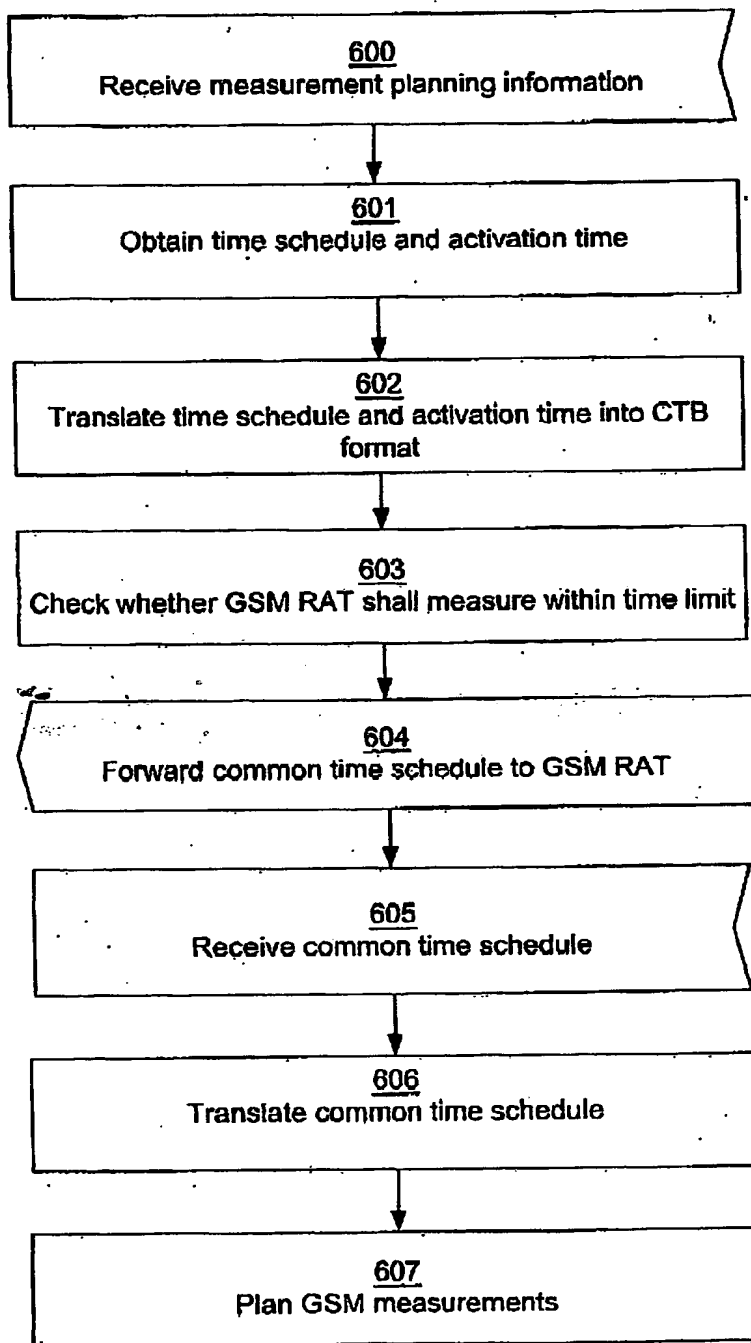 600
Receive measurement planning information
601
Obtain time schedule and activation time
602
Translate time schedule and activation time into CTB
format
603
Check whether GSM RAT shall measure within time limit
604
Forward common time schedule to GSM RAT
605
Receive common time schedule
606
Translate common time schedule
607
Plan GSM measurements